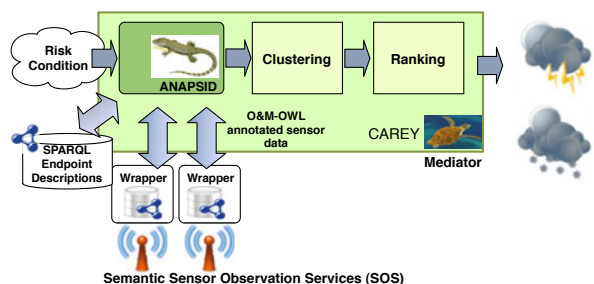 Risk
Condition
ANAPSID
Clustering
Ranking
O&M-OWL
annotated sensor
data
CAREY
Mediator
SPARQL
Endpoint
Descriptions
Wrapper
Wrapper
Semantic Sensor Observation Services (SOS)